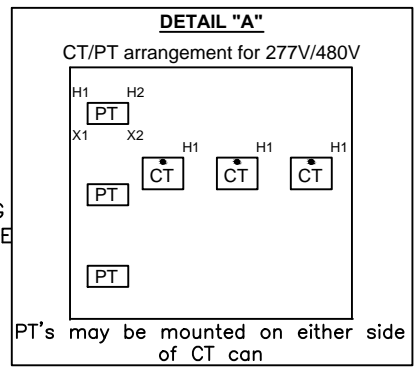 DETAIL "A"
CT/PT arrangement for 277V/480V
H1 H2
PT
X1 X2
H1 H1 H1
CT CT CT
PT
PT
E
PT's may be mounted on either side
of CT can